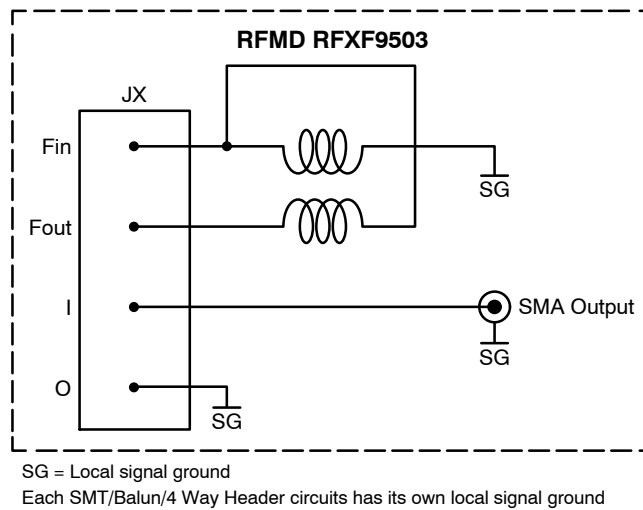 RFMD RFXF9503
JX
Fin
SG
Fout
I
SMA Output
SG
O
SG
SG = Local signal ground
Each SMT/Balun/4 Way Header circuits has its own local signal ground